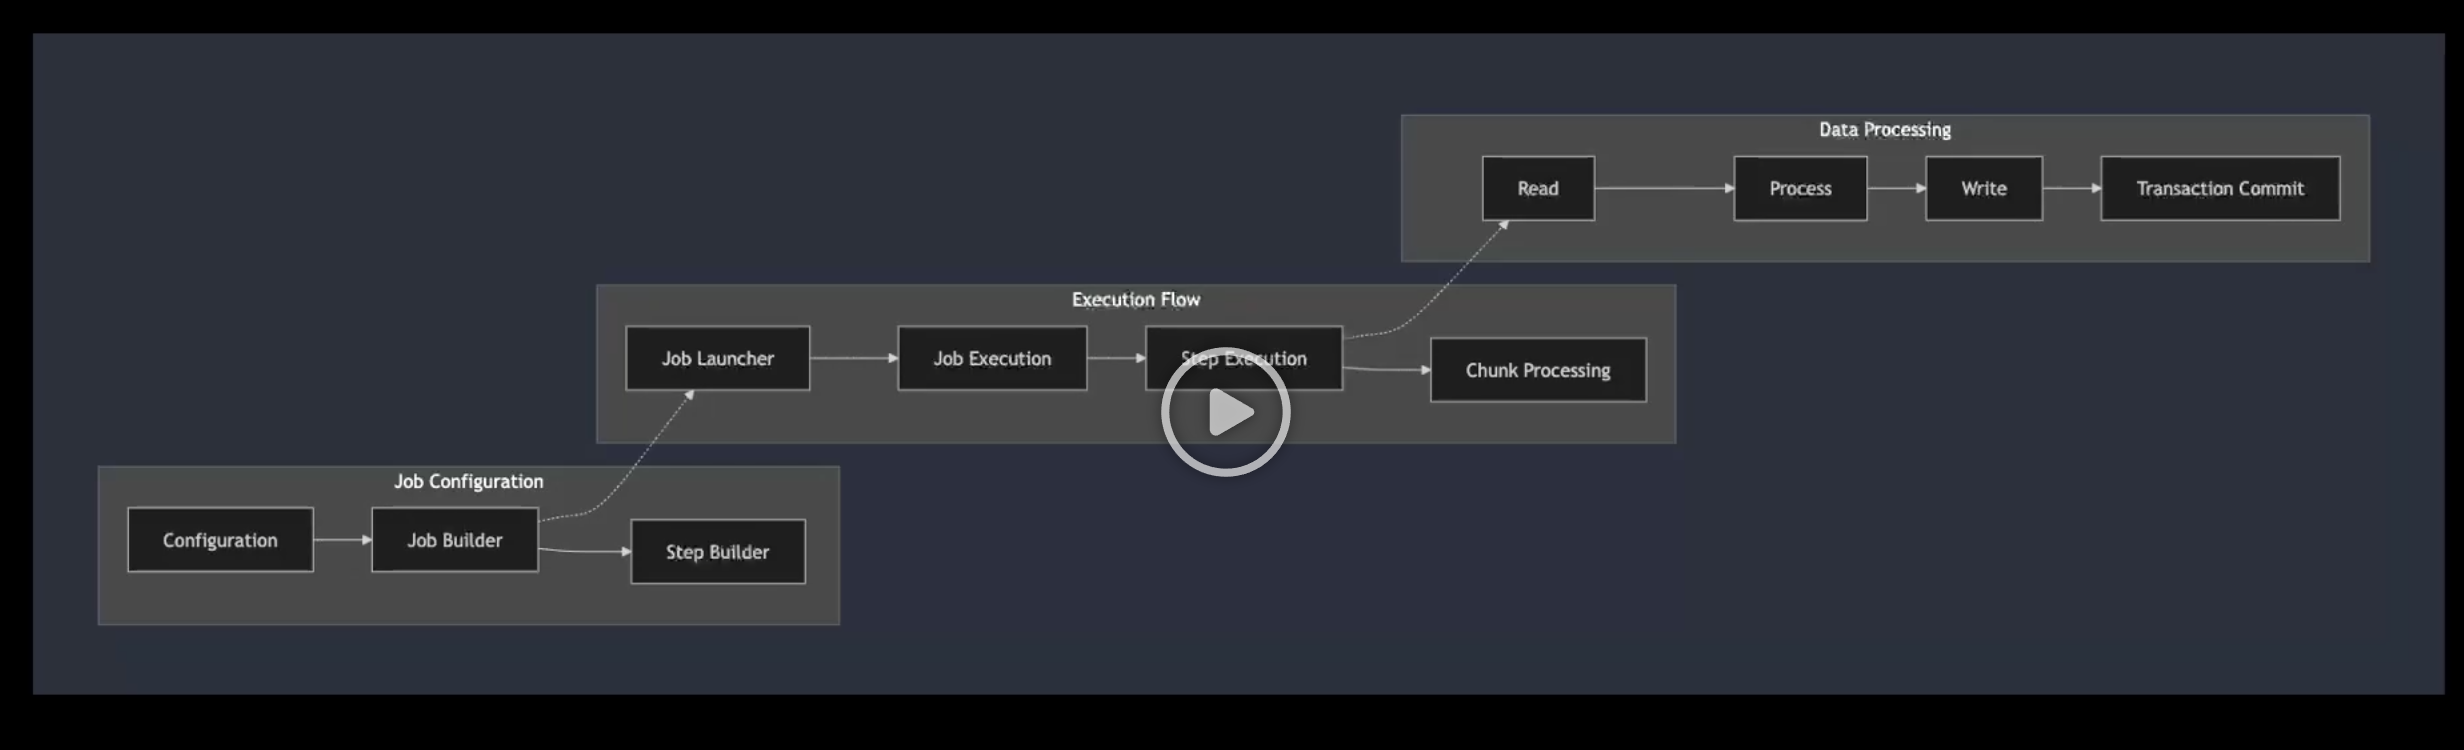 Data Processing
Read
Process
Write
Transaction Commit
Execution Flow
Job Launcher
Job Execution
Step Execution
Chunk Processing
Job Configuration
Configuration
Job Builder
Step Builder